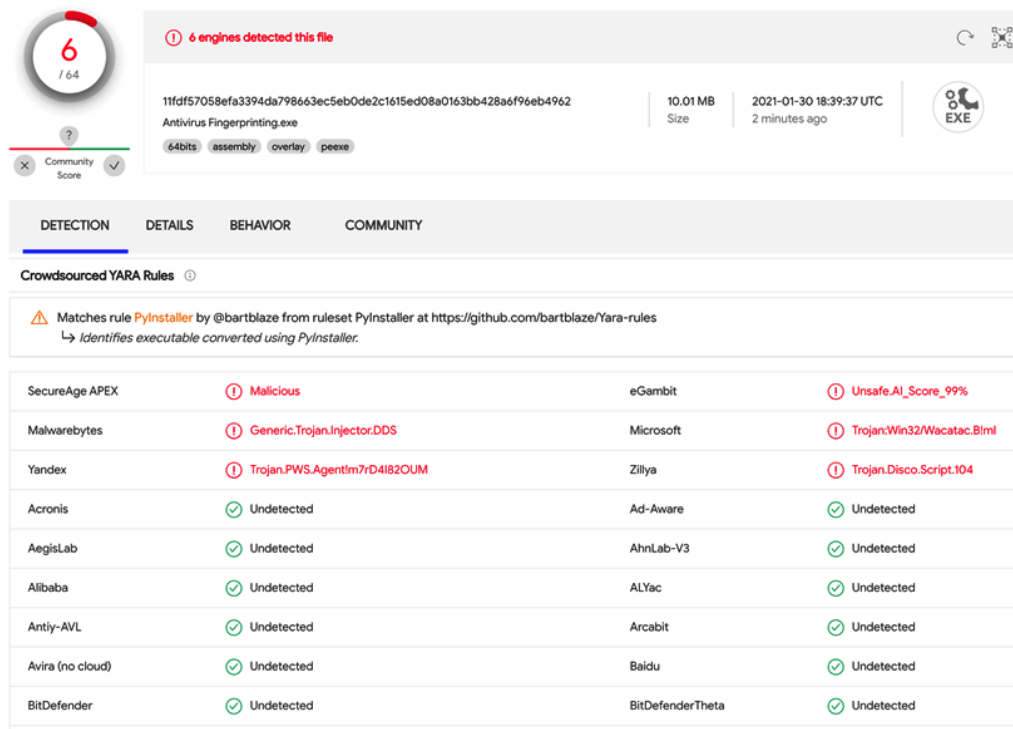 6
/ 64
?
Community
Score
6 engines detected this file
11fdf57058efa3394da798663ec5eb0de2c1615ed08a0163bb428a6f96eb4962
Antivirus Fingerprinting.exe
64bits assembly overlay peexe
10.01 MB
Size
2021-01-30 18:39:37 UTC
2 minutes ago
EXE
DETECTION DETAILS BEHAVIOR COMMUNITY
Crowdsourced YARA Rules
Matches rule PyInstaller by @bartblaze from ruleset PyInstaller at https://github.com/bartblaze/Yara-rules
Identifies executable converted using PyInstaller.
SecureAge APEX Malicious eGambit Unsafe.AI_Score_99%
Malwarebytes Generic.Trojan.Injector.DDS Microsoft Trojan:Win32/Wacatac.B!ml
Yandex Trojan.PWS.Agent!m7rD4I82OUM Zillya Trojan.Disco.Script.104
Acronis Undetected Ad-Aware Undetected
AegisLab Undetected AhnLab-V3 Undetected
Alibaba Undetected ALYac Undetected
Antiy-AVL Undetected Arcabit Undetected
Avira (no cloud) Undetected Baidu Undetected
BitDefender Undetected BitDefenderTheta Undetected